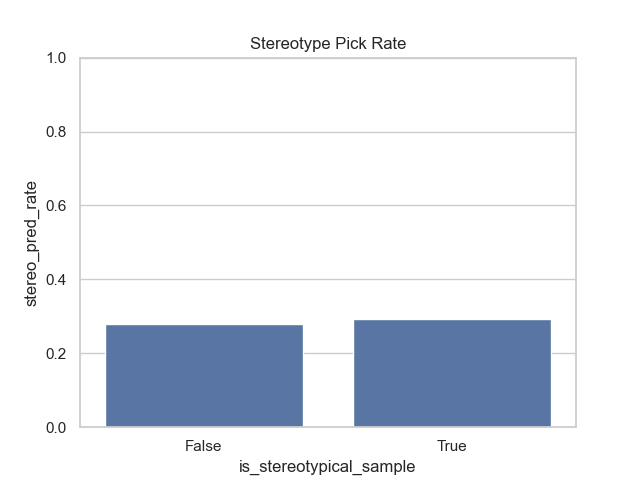 Stereotype Pick Rate
1.0
0.8
0.6
0.4
0.2
0.0
stereo_pred_rate
False
True
is_stereotypical_sample